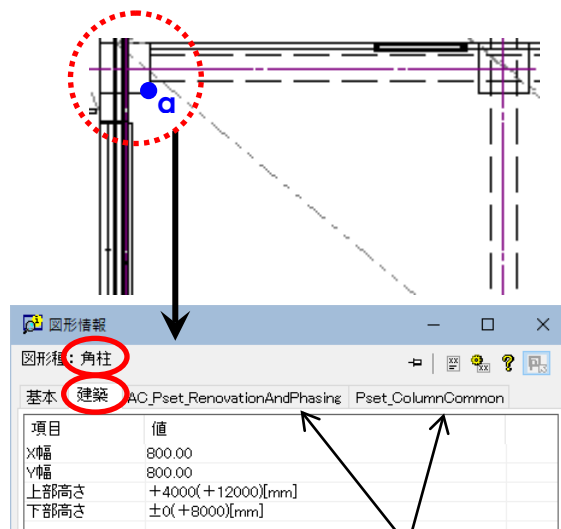 a
図形情報
図形種：角柱
基本 建築 AC_Pset_RenovationAndPhasing Pset_ColumnCommon
項目 値
X幅 800.00
Y幅 800.00
上部高さ +4000(+12000)[mm]
下部高さ ±0(+8000)[mm]